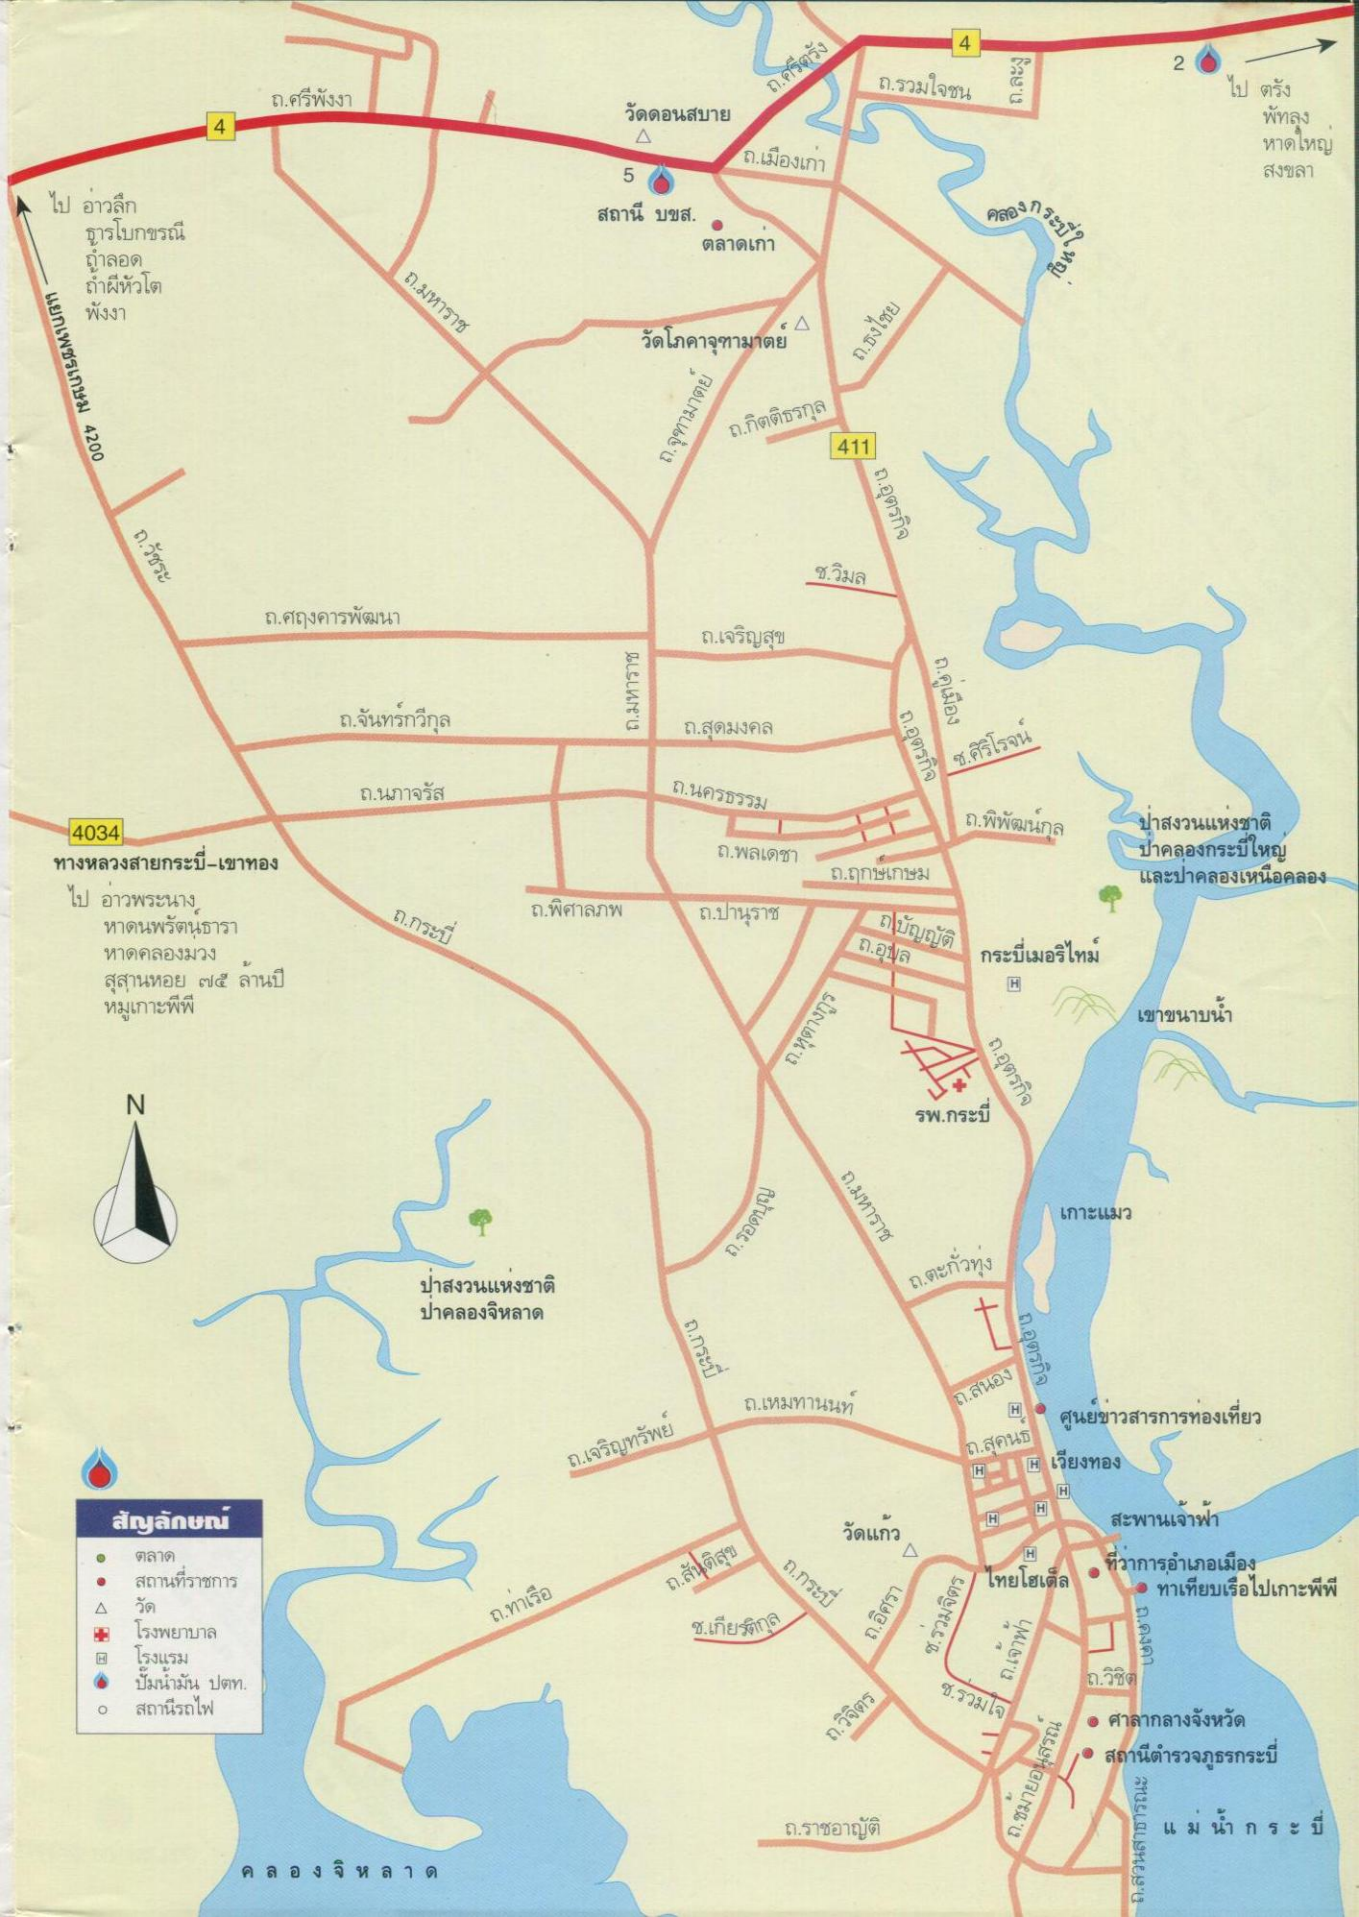 4
2
ไป ตรัง
พัทลุง
หาดใหญ่
สงขลา
ถ.ศรีตรัง
ถ.รวมใจชน
ถ.ศรีพังงา
4
วัดดอนสบาย
ถ.เมืองเก่า
5
สถานี บขส.
ตลาดเก่า
คลองกระบี่ใหญ่
ไป อ่าวลึก
ธารโบกขรณี
ถ้ำลอด
ถ้ำผีหัวโต
พังงา
แยกเพชรเกษม 4200
ถ.มหาราช
วัดโภคาจุฑามาตย์
ถ.ธงไชย
ถ.จุฑามาตย์
ถ.กิตติธรกุล
411
ถ.อุตรกิจ
ถ.วัชระ
ซ.วิมล
ถ.ศฤงคารพัฒนา
ถ.เจริญสุข
ถ.มหาราช
ถ.คู่เมือง
ถ.จันทร์กวีกุล
ถ.สุดมงคล
ถ.อุตรกิจ
ซ.ศิริโรจน์
ถ.นภาจรัส
ถ.นครธรรม
4034
ทางหลวงสายกระบี่-เขาทอง
ถ.พลเดชา
ถ.พิพัฒน์กุล
ป่าสงวนแห่งชาติ
ป่าคลองกระบี่ใหญ่
และป่าคลองเหนือคลอง
ถ.ฤกษ์เกษม
ไป อ่าวพระนาง
หาดนพรัตน์ธารา
หาดคลองม่วง
สุสานหอย ๗๕ ล้านปี
หมู่เกาะพีพี
ถ.กระบี่
ถ.พิศาลภพ
ถ.ปานุราช
ถ.บัญญัติ
ถ.อุบล
กระบี่เมอริไทม์
H
เขาขนาบน้ำ
ถ.หุตางกูร
ถ.อุตรกิจ
รพ.กระบี่
N
ถ.มหาราช
ถ.รอดบุญ
เกาะแมว
ถ.ตะกั่วทุ่ง
ป่าสงวนแห่งชาติ
ป่าคลองจิหลาด
ถ.กระบี่
ถ.อุตรกิจ
ถ.สนอง
H
ศูนย์ข่าวสารการท่องเที่ยว
ถ.เหมทานนท์
ถ.เจริญทรัพย์
ถ.สุคนธ์
H
H
เวียงทอง
H
H
H
สะพานเจ้าฟ้า
วัดแก้ว
H
ไทยโฮเต็ล
ที่ว่าการอำเภอเมือง
ท่าเทียบเรือไปเกาะพีพี
สัญลักษณ์
ตลาด
สถานที่ราชการ
วัด
โรงพยาบาล
H
โรงแรม
ปั๊มน้ำมัน ปตท.
สถานีรถไฟ
ถ.ท่าเรือ
ถ.สันติสุข
ถ.กระบี่
ซ.เกียรติกุล
ถ.อิศรา
ซ.ร่วมจิตร
ถ.เจ้าฟ้า
ถ.คงคา
ซ.ร่วมใจ
ถ.วิชิต
ถ.วิจิตร
ศาลากลางจังหวัด
สถานีตำรวจภูธรกระบี่
ถ.ชมายอนุสรณ์
ถ.ราชอาญัติ
ถ.สวนสาธารณะ
แม่น้ำกระบี่
คลองจิหลาด